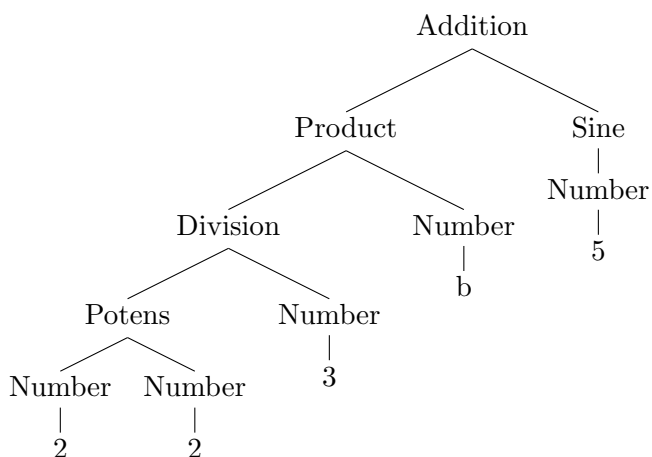 Addition
Product Sine
Number
Division Number
5
b
Potens Number
3
Number Number
2 2